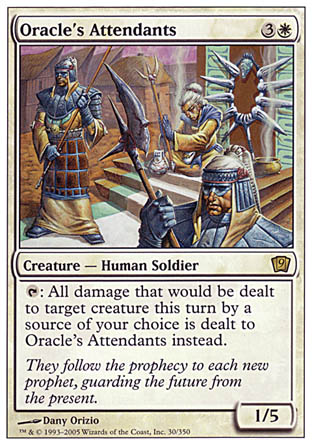 Oracle's Attendants 3
Creature — Human Soldier 9
: All damage that would be dealt
to target creature this turn by a
source of your choice is dealt to
Oracle's Attendants instead.
They follow the prophecy to each new
prophet, guarding the future from
the present.
Dany Orizio
™ & © 1993–2005 Wizards of the Coast, Inc. 30/350
1/5